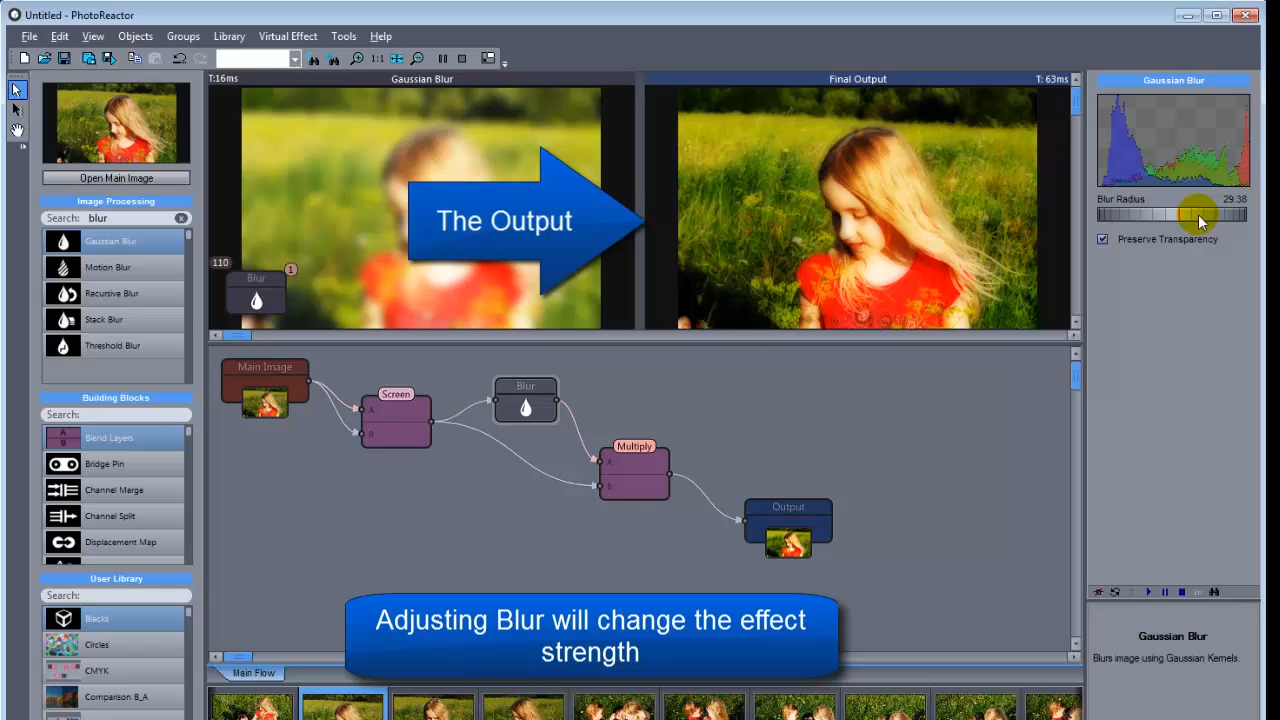 Untitled - PhotoReactor
File Edit View Objects Groups Library Virtual Effect Tools Help
1:1
T:16ms Gaussian Blur
Final Output T: 63ms
Gaussian Blur
Open Main Image
Image Processing
Search: blur
Gaussian Blur
Motion Blur
Recursive Blur
Stack Blur
Threshold Blur
Building Blocks
Search:
A
B
Blend Layers
Bridge Pin
Channel Merge
Channel Split
Displacement Map
User Library
Search:
Blacks
Circles
CMYK
Comparison B_A
The Output
110
Blur
1
Main Image
Screen
A
B
Blur
Multiply
A
B
Output
Adjusting Blur will change the effect
strength
Main Flow
Blur Radius 29.38
Preserve Transparency
Gaussian Blur
Blurs image using Gaussian Kernels.